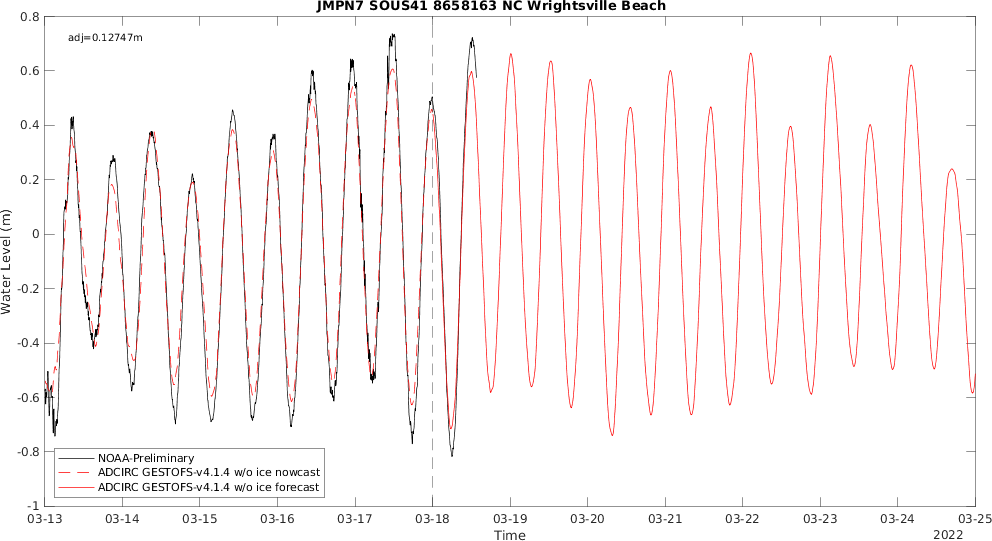 JMPN7 SOUS41 8658163 NC Wrightsville Beach
adj=0.12747m
0.8
0.6
0.4
0.2
0
-0.2
-0.4
-0.6
-0.8
-1
Water Level (m)
NOAA-Preliminary
ADCIRC GESTOFS-v4.1.4 w/o ice nowcast
ADCIRC GESTOFS-v4.1.4 w/o ice forecast
03-13 03-14 03-15 03-16 03-17 03-18 03-19 03-20 03-21 03-22 03-23 03-24 03-25
Time
2022